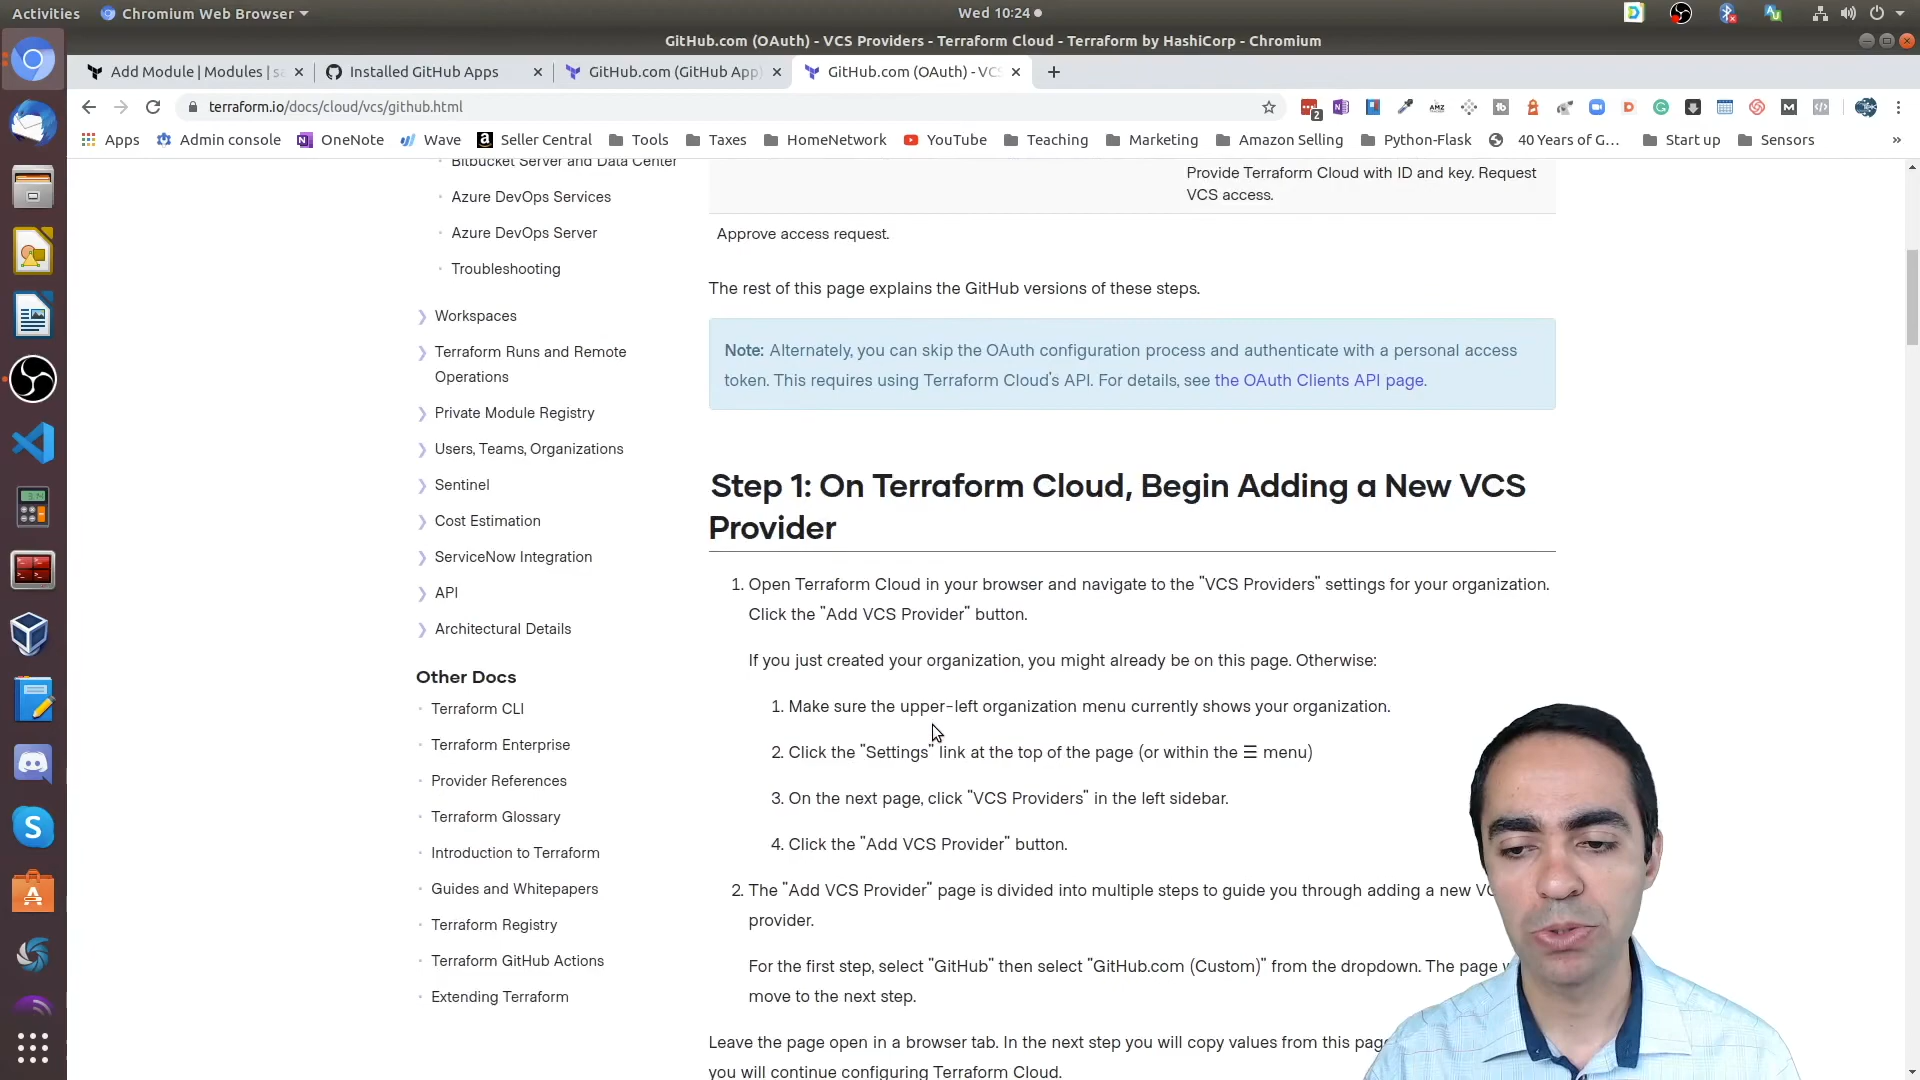 Activities Chromium Web Browser Wed 10:24
GitHub.com (OAuth) - VCS Providers - Terraform Cloud - Terraform by HashiCorp - Chromium
Add Module | Modules | sa Installed GitHub Apps GitHub.com (GitHub App) GitHub.com (OAuth) - VCS
terraform.io/docs/cloud/vcs/github.html
Apps Admin console OneNote Wave Seller Central Tools Taxes HomeNetwork YouTube Teaching Marketing Amazon Selling Python-Flask 40 Years of G... Start up Sensors »
Bitbucket Server and Data Center
Azure DevOps Services
Azure DevOps Server
Troubleshooting
Workspaces
Terraform Runs and Remote
Operations
Private Module Registry
Users, Teams, Organizations
Sentinel
Cost Estimation
ServiceNow Integration
API
Architectural Details
Other Docs
Terraform CLI
Terraform Enterprise
Provider References
Terraform Glossary
Introduction to Terraform
Guides and Whitepapers
Terraform Registry
Terraform GitHub Actions
Extending Terraform
Provide Terraform Cloud with ID and key. Request
VCS access.
Approve access request.
The rest of this page explains the GitHub versions of these steps.
Note: Alternately, you can skip the OAuth configuration process and authenticate with a personal access
token. This requires using Terraform Cloud's API. For details, see the OAuth Clients API page.
Step 1: On Terraform Cloud, Begin Adding a New VCS
Provider
1. Open Terraform Cloud in your browser and navigate to the "VCS Providers" settings for your organization.
Click the "Add VCS Provider" button.
If you just created your organization, you might already be on this page. Otherwise:
1. Make sure the upper-left organization menu currently shows your organization.
2. Click the "Settings" link at the top of the page (or within the ☰ menu)
3. On the next page, click "VCS Providers" in the left sidebar.
4. Click the "Add VCS Provider" button.
2. The "Add VCS Provider" page is divided into multiple steps to guide you through adding a new VC
provider.
For the first step, select "GitHub" then select "GitHub.com (Custom)" from the dropdown. The page w
move to the next step.
Leave the page open in a browser tab. In the next step you will copy values from this page
you will continue configuring Terraform Cloud.